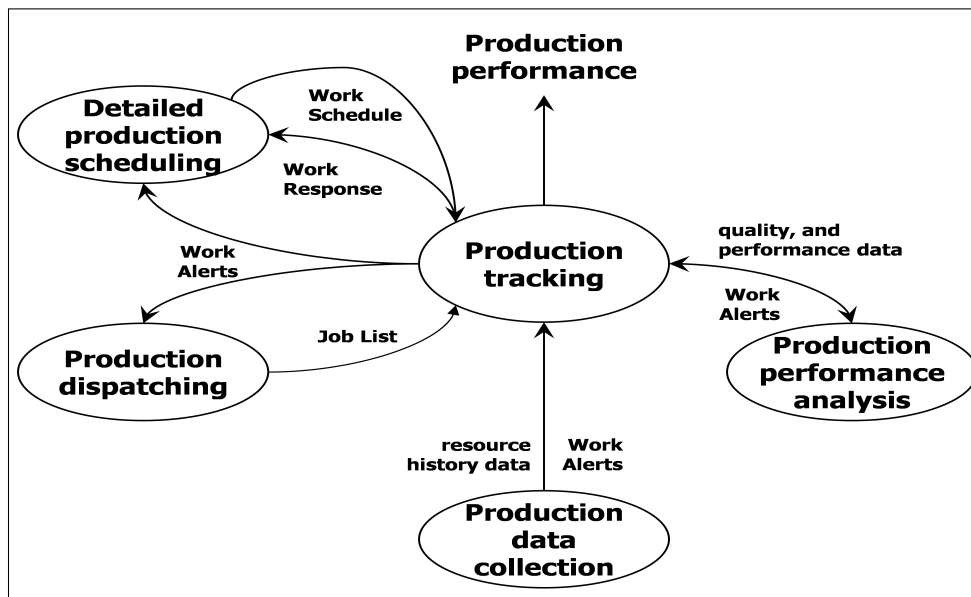 Production
performance
Detailed
production
scheduling
Work
Schedule
Work
Response
Work
Alerts
Production
tracking
quality, and
performance data
Work
Alerts
Job List
Production
dispatching
Production
performance
analysis
resource
history data
Work
Alerts
Production
data
collection